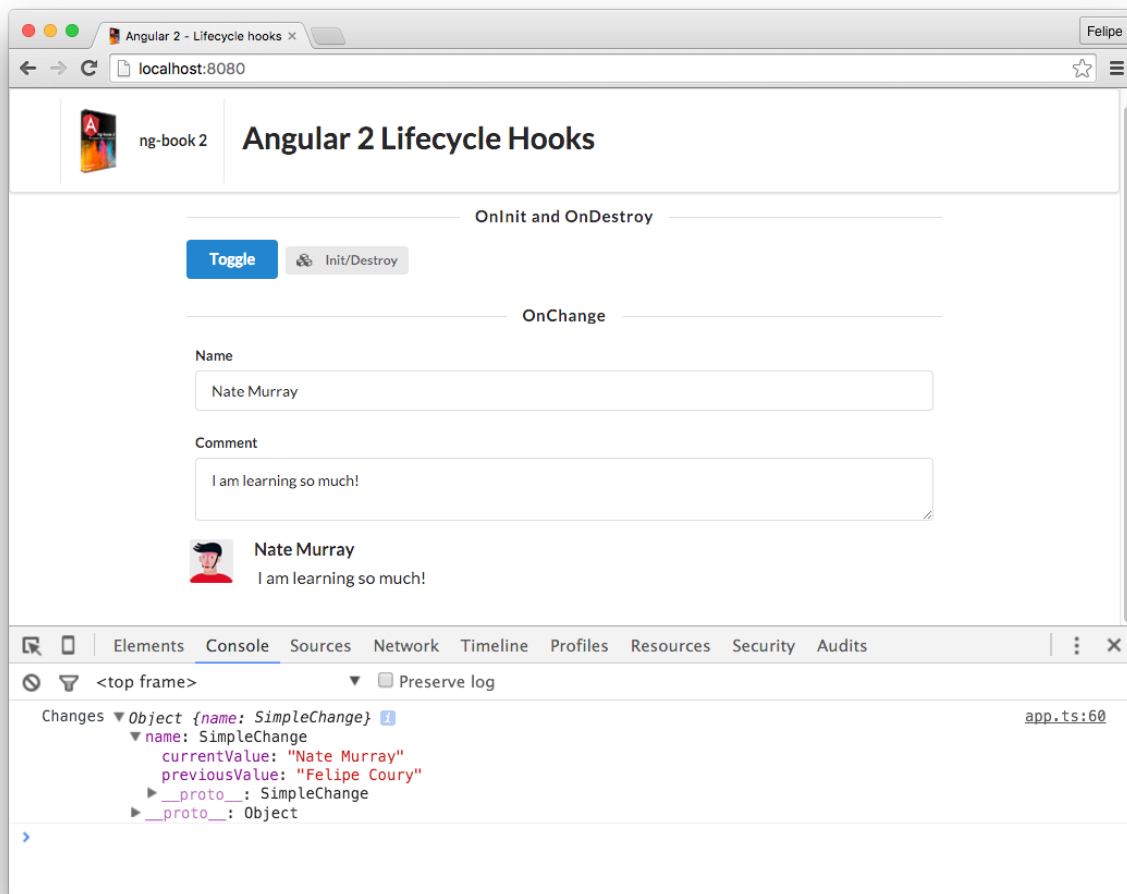 Angular 2 - Lifecycle hooks ×
Felipe
localhost:8080
ng-book 2
Angular 2 Lifecycle Hooks
OnInit and OnDestroy
Toggle
Init/Destroy
OnChange
Name
Nate Murray
Comment
I am learning so much!
Nate Murray
I am learning so much!
Elements Console Sources Network Timeline Profiles Resources Security Audits
<top frame> Preserve log
Changes Object {name: SimpleChange} i app.ts:60
name: SimpleChange
currentValue: "Nate Murray"
previousValue: "Felipe Coury"
__proto__: SimpleChange
__proto__: Object